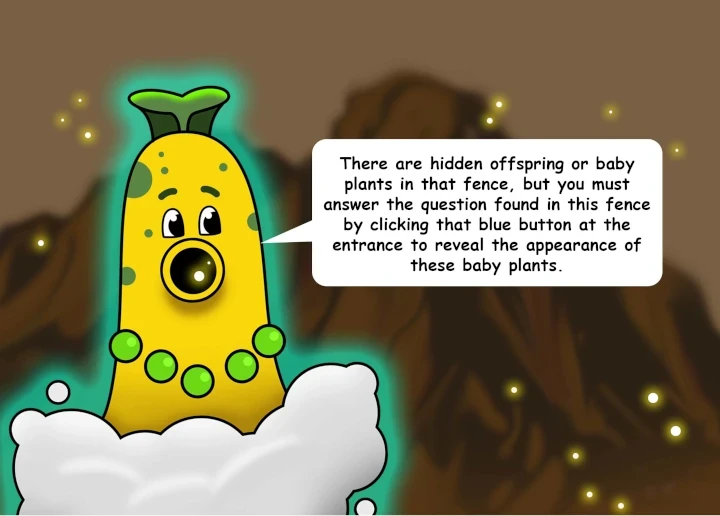 There are hidden offspring or baby
plants in that fence, but you must
answer the question found in this fence
by clicking that blue button at the
entrance to reveal the appearance of
these baby plants.